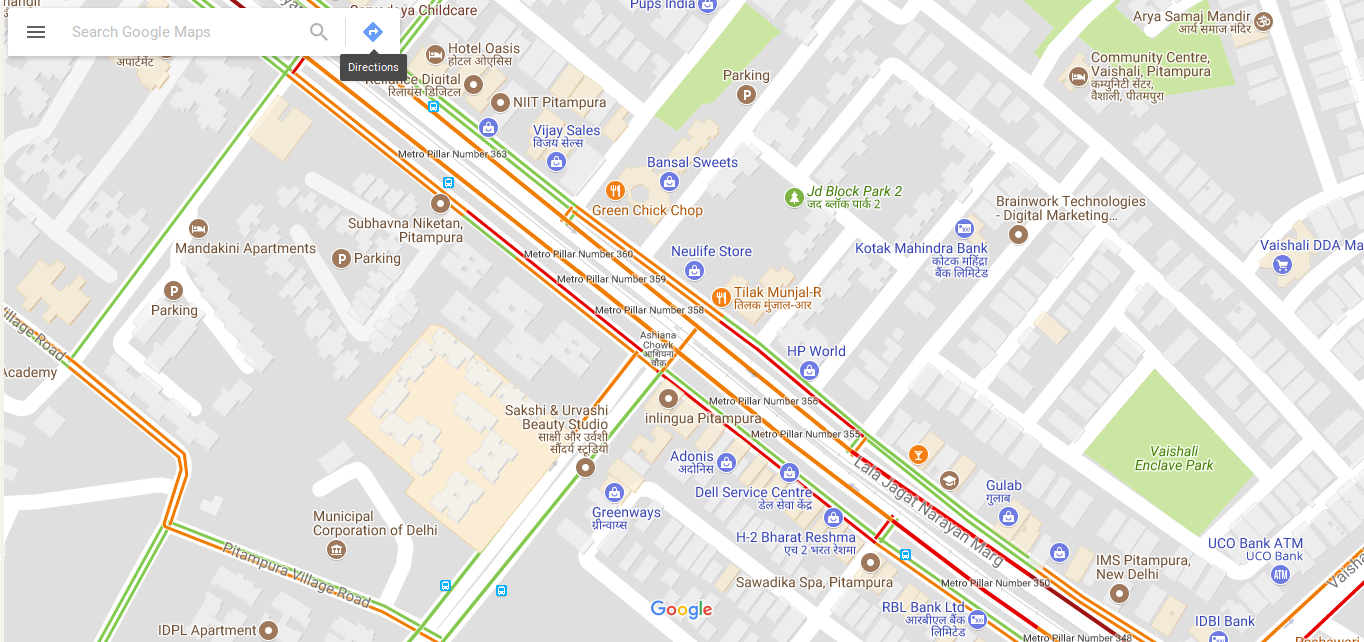 Servodaya Childcare
Pups India
Search Google Maps
Directions
अपार्टमेंट
Hotel Oasis
होटल ओएसिस
Reliance Digital
रिलायंस डिजिटल
NIIT Pitampura
Parking
Arya Samaj Mandir
आर्य समाज मंदिर
Community Centre,
Vaishali, Pitampura
कम्युनिटी सेंटर,
वैशाली, पीतमपुरा
Vijay Sales
विजय सेल्स
Metro Pillar Number 363
Bansal Sweets
Green Chick Chop
Jd Block Park 2
जद ब्लॉक पार्क 2
Brainwork Technologies
- Digital Marketing...
Subhavna Niketan,
Pitampura
Mandakini Apartments
Parking
Parking
Metro Pillar Number 360
Metro Pillar Number 359
Metro Pillar Number 358
Neulife Store
Kotak Mahindra Bank
कोटक महिंद्रा
बैंक लिमिटेड
Vaishali DDA Ma
Tilak Munjal-R
तिलक मुंजाल-आर
Village Road
Academy
Ashiana
Chowk
आशियाना
चौक
HP World
Metro Pillar Number 356
Metro Pillar Number 355
Sakshi & Urvashi
Beauty Studio
साक्षी और उर्वशी
सौंदर्य स्टूडियो
inlingua Pitampura
Adonis
अदोनिस
Dell Service Centre
डेल सेवा केंद्र
Lala Jagat Narayan Marg
Vaishali
Enclave Park
Gulab
गुलाब
Greenways
ग्रीन्वाय्स
Municipal
Corporation of Delhi
H-2 Bharat Reshma
एच 2 भरत रेशमा
Pitampura Village Road
UCO Bank ATM
UCO Bank
ATM
IMS Pitampura,
New Delhi
Sawadika Spa, Pitampura
Metro Pillar Number 350
Google
RBL Bank Ltd
आरबीएल बैंक
लिमिटेड
IDPL Apartment
IDBI Bank
Metro Pillar Number 348